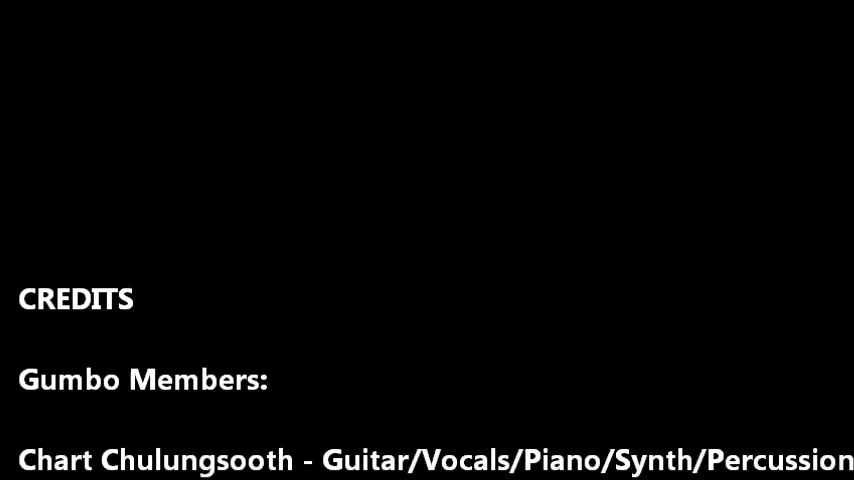 CREDITS
Gumbo Members:
Chart Chulungsooth - Guitar/Vocals/Piano/Synth/Percussion